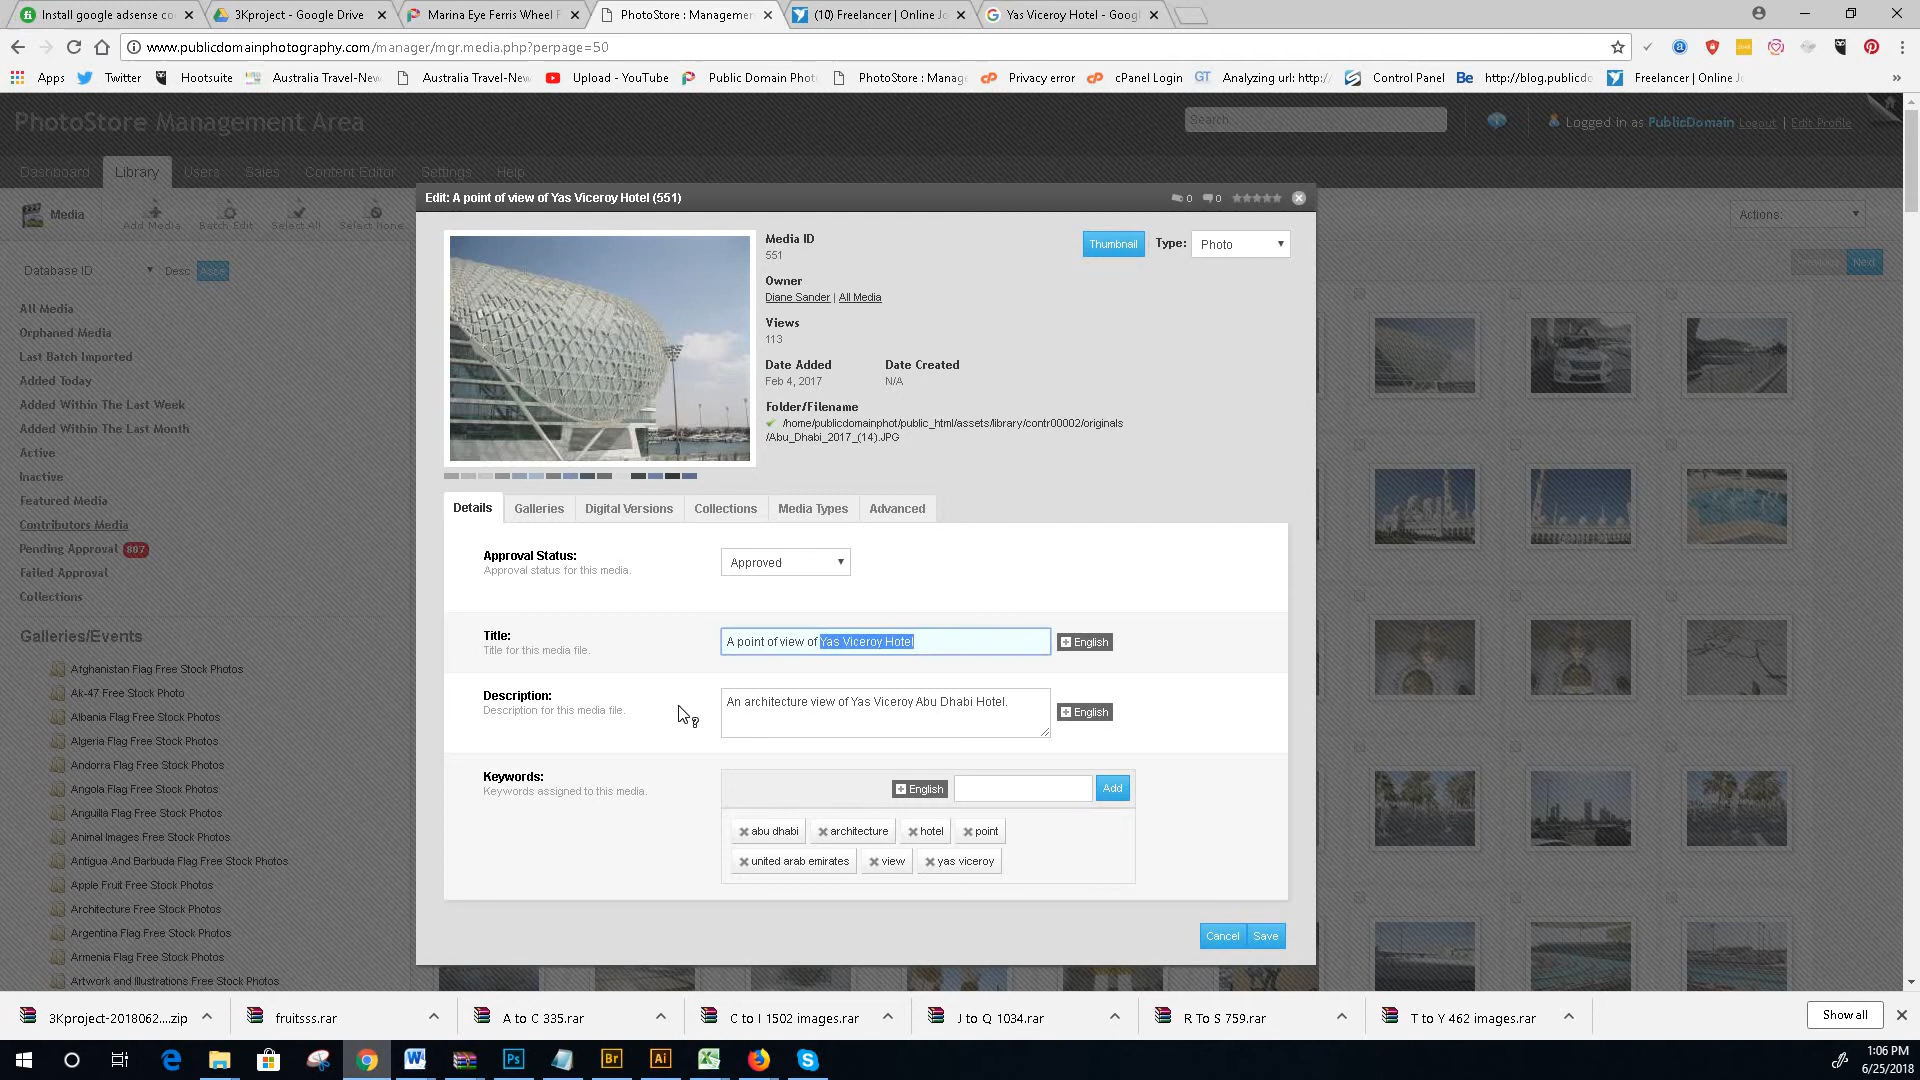 Install google adsense co
3Kproject - Google Drive
Marina Eye Ferris Wheel F
PhotoStore : Managemen
(10) Freelancer | Online Jo
Yas Viceroy Hotel - Goog
www.publicdomainphotography.com/manager/mgr.media.php?perpage=50
Apps Twitter Hootsuite Australia Travel-New Australia Travel-New Upload - YouTube Public Domain Phot PhotoStore : Manag Privacy error cPanel Login Analyzing url: http:/ Control Panel http://blog.publicdo Freelancer | Online J
PhotoStore Management Area
Search
Logged in as PublicDomain Logout | Edit Profile
Dashboard Library Users Sales Content Editor Settings Help
Media Add Media Batch Edit Select All Select None Actions:
Database ID Desc Next
All Media
Orphaned Media
Last Batch Imported
Added Today
Added Within The Last Week
Added Within The Last Month
Active
Inactive
Featured Media
Contributors Media
Pending Approval 807
Failed Approval
Collections
Galleries/Events
Afghanistan Flag Free Stock Photos
Ak-47 Free Stock Photo
Albania Flag Free Stock Photos
Algeria Flag Free Stock Photos
Andorra Flag Free Stock Photos
Angola Flag Free Stock Photos
Anguilla Flag Free Stock Photos
Animal Images Free Stock Photos
Antigua And Barbuda Flag Free Stock Photos
Apple Fruit Free Stock Photos
Architecture Free Stock Photos
Argentina Flag Free Stock Photos
Armenia Flag Free Stock Photos
Artwork and Illustrations Free Stock Photos
Edit: A point of view of Yas Viceroy Hotel (551)
0 0
Media ID
551
Thumbnail Type: Photo
Owner
Diane Sander | All Media
Views
113
Date Added Date Created
Feb 4, 2017 N/A
Folder/Filename
/home/publicdomainphot/public_html/assets/library/contr00002/originals
/Abu_Dhabi_2017_(14).JPG
Details Galleries Digital Versions Collections Media Types Advanced
Approval Status:
Approval status for this media.
Approved
Title:
Title for this media file.
A point of view of Yas Viceroy Hotel
English
Description:
Description for this media file.
An architecture view of Yas Viceroy Abu Dhabi Hotel.
English
Keywords:
Keywords assigned to this media.
English Add
abu dhabi architecture hotel point
united arab emirates view yas viceroy
Cancel Save
3Kproject-2018062....zip fruitsss.rar A to C 335.rar C to I 1502 images.rar J to Q 1034.rar R To S 759.rar T to Y 462 images.rar Show all
1:06 PM
6/25/2018